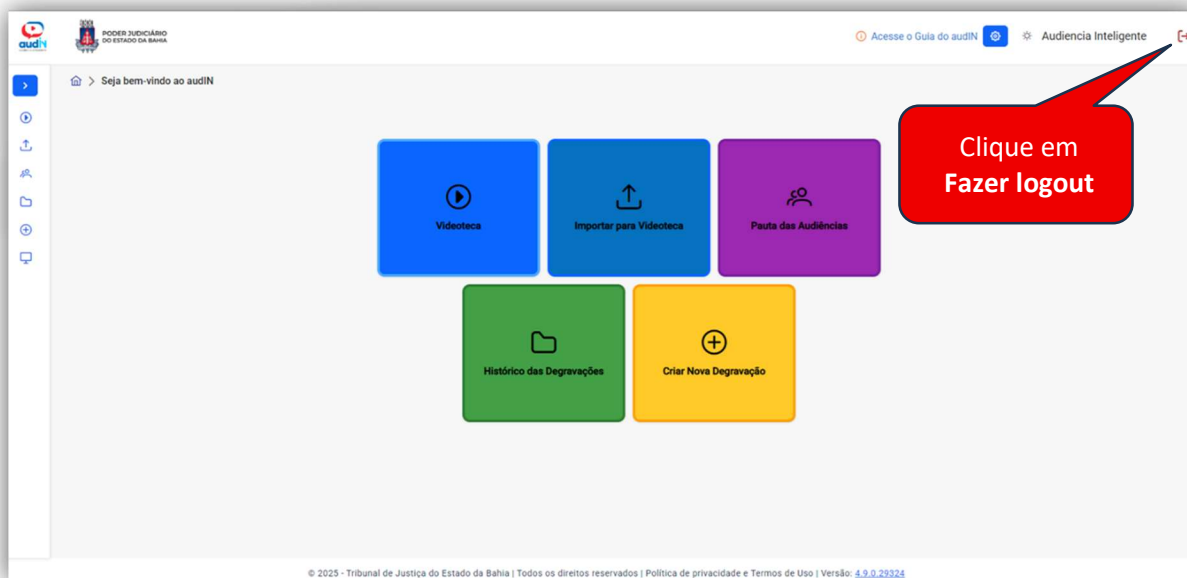 audIN
PODER JUDICIÁRIO
DO ESTADO DA BAHIA
Acesse o Guia do audIN
Audiencia Inteligente
Seja bem-vindo ao audIN
Clique em
Fazer logout
Videoteca
Importar para Videoteca
Pauta das Audiências
Histórico das Degravações
Criar Nova Degravação
© 2025 - Tribunal de Justiça do Estado da Bahia | Todos os direitos reservados | Política de privacidade e Termos de Uso | Versão: 4.9.0.29324